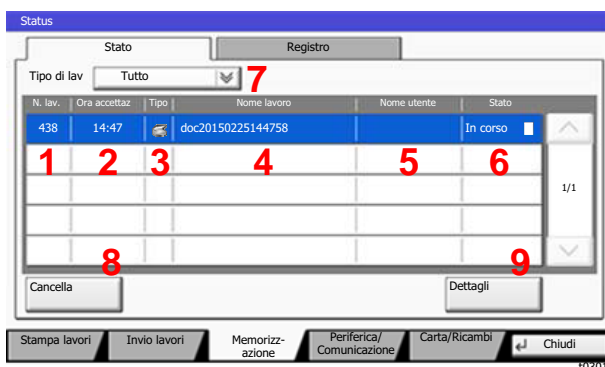 Status
Stato Registro
Tipo di lav Tutto 7
N. lav. Ora accettaz Tipo Nome lavoro Nome utente Stato
438 14:47 doc20150225144758 In corso
1 2 3 4 5 6
1/1
8 9
Cancella Dettagli
Stampa lavori Invio lavori Memorizz-
azione Periferica/
Comunicazione Carta/Ricambi Chiudi